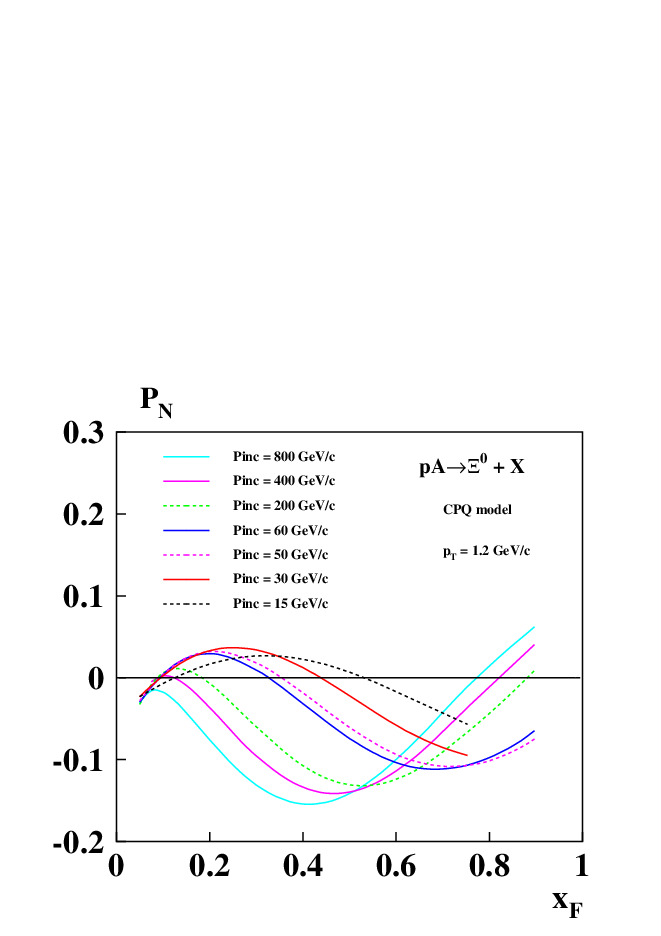 P_N
0.3
0.2
0.1
0
-0.1
-0.2
Pinc = 800 GeV/c
Pinc = 400 GeV/c
Pinc = 200 GeV/c
Pinc = 60 GeV/c
Pinc = 50 GeV/c
Pinc = 30 GeV/c
Pinc = 15 GeV/c
pA→Ξ⁰ + X
CPQ model
p_T = 1.2 GeV/c
0 0.2 0.4 0.6 0.8 1
x_F